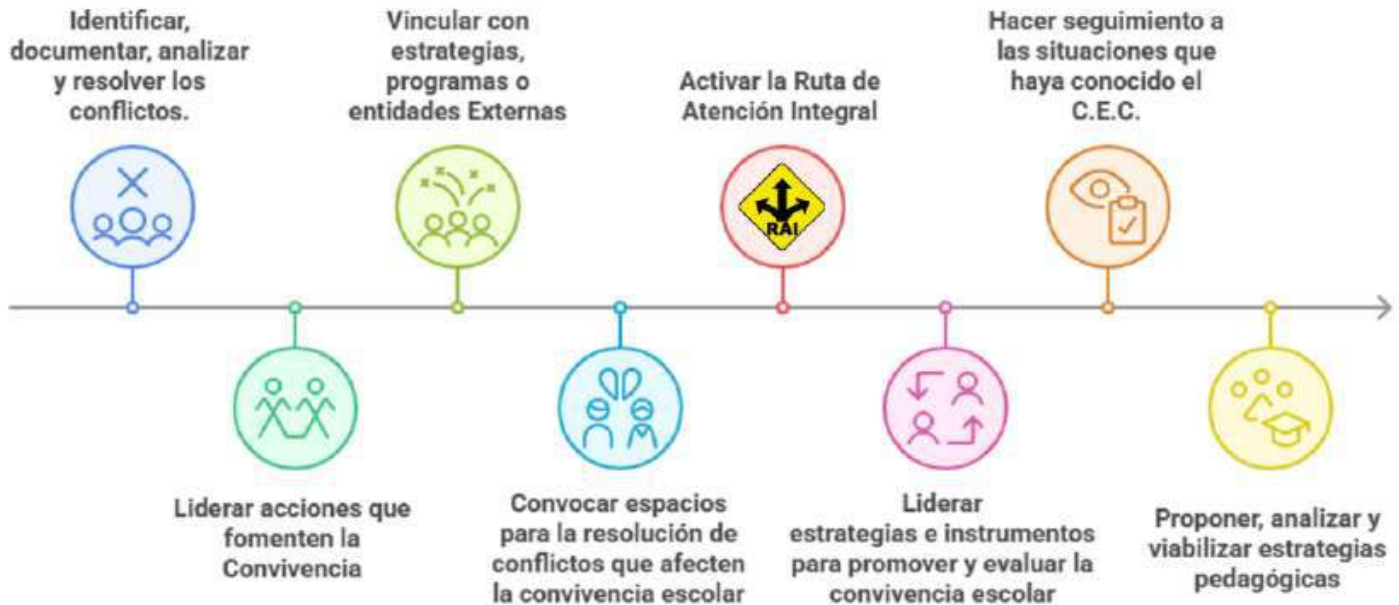 Identificar,
documentar, analizar
y resolver los
conflictos.
Liderar acciones que
fomenten la
Convivencia
Vincular con
estrategias,
programas o
entidades Externas
Convocar espacios
para la resolución de
conflictos que afecten
la convivencia escolar
Activar la Ruta de
Atención Integral
RAI
Liderar
estrategias e instrumentos
para promover y evaluar la
convivencia escolar
Hacer seguimiento a
las situaciones que
haya conocido el
C.E.C.
Proponer, analizar y
viabilizar estrategias
pedagógicas